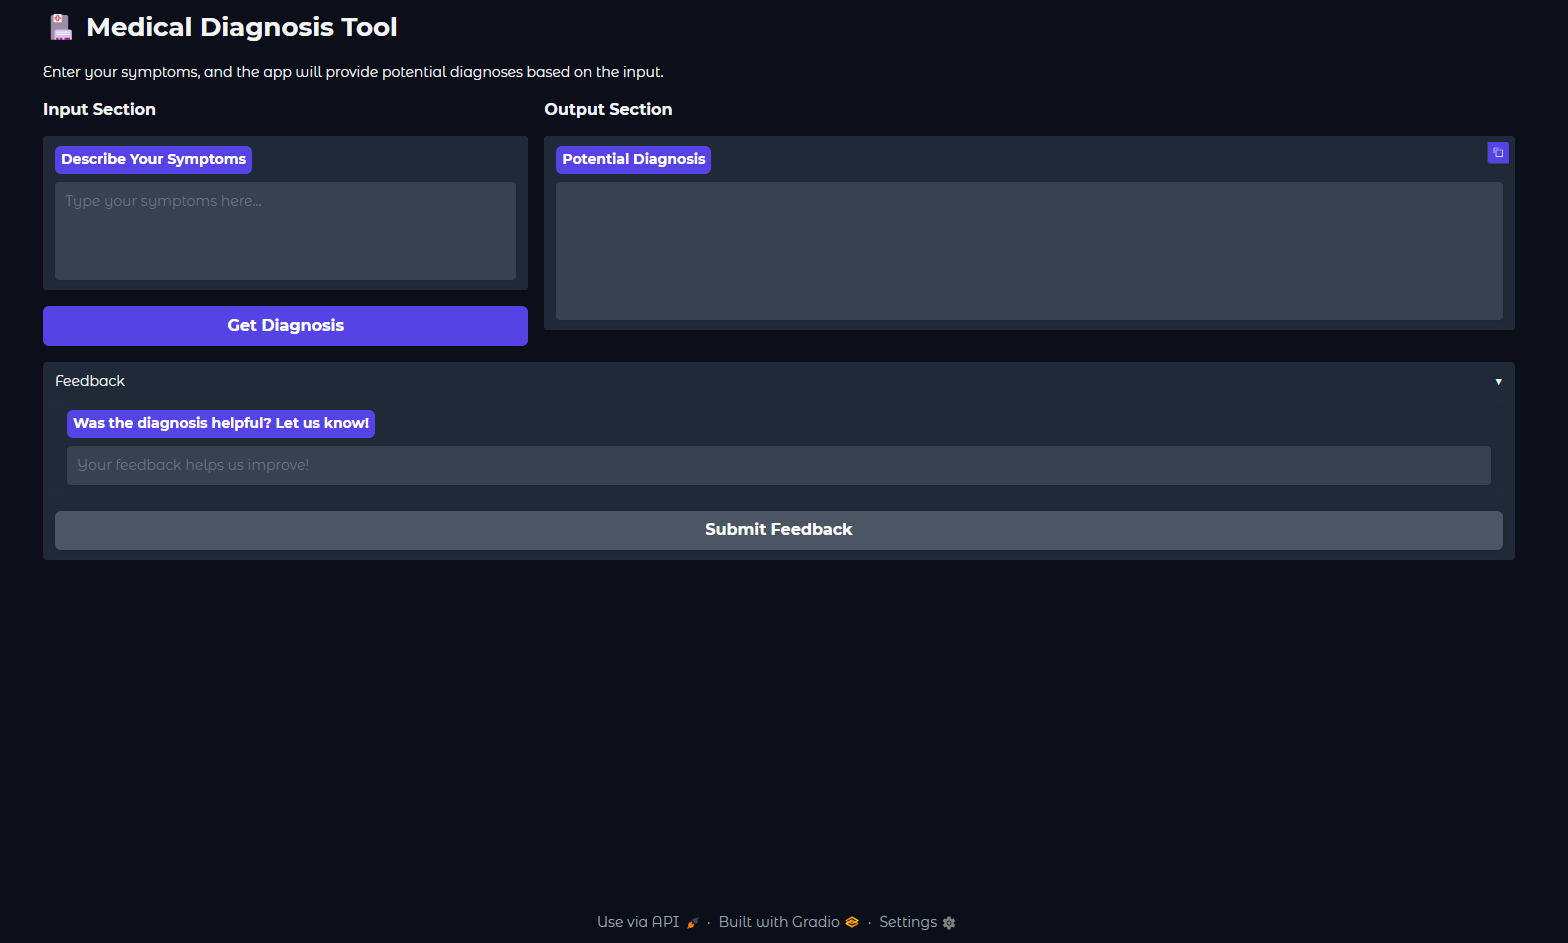 Medical Diagnosis Tool
Enter your symptoms, and the app will provide potential diagnoses based on the input.
Input Section
Describe Your Symptoms
Type your symptoms here...
Get Diagnosis
Output Section
Potential Diagnosis
Feedback
Was the diagnosis helpful? Let us know!
Your feedback helps us improve!
Submit Feedback
Use via API · Built with Gradio · Settings